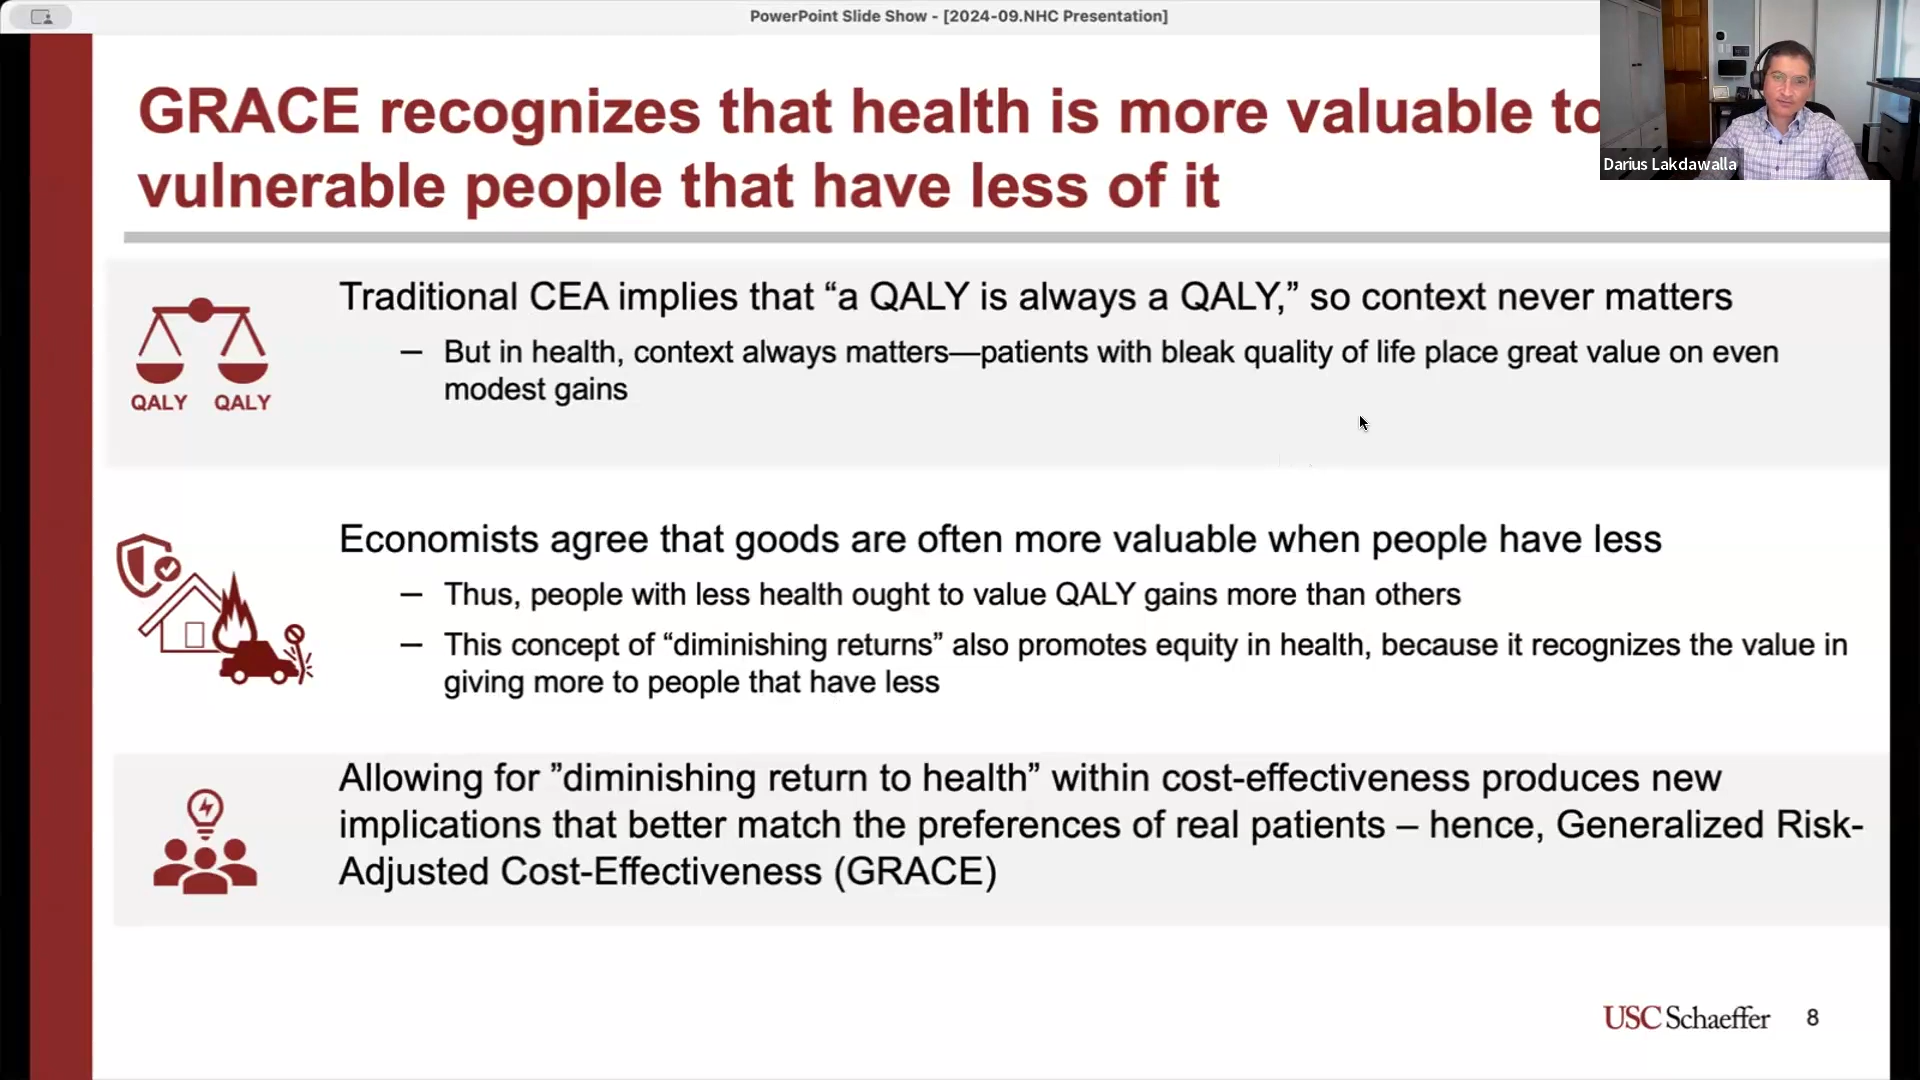 PowerPoint Slide Show - [2024-09.NHC Presentation]
GRACE recognizes that health is more valuable to
vulnerable people that have less of it
Darius Lakdawalla
Traditional CEA implies that “a QALY is always a QALY,” so context never matters
– But in health, context always matters—patients with bleak quality of life place great value on even
modest gains
QALY QALY
Economists agree that goods are often more valuable when people have less
– Thus, people with less health ought to value QALY gains more than others
– This concept of “diminishing returns” also promotes equity in health, because it recognizes the value in
giving more to people that have less
Allowing for ”diminishing return to health” within cost-effectiveness produces new
implications that better match the preferences of real patients – hence, Generalized Risk-
Adjusted Cost-Effectiveness (GRACE)
USC Schaeffer 8